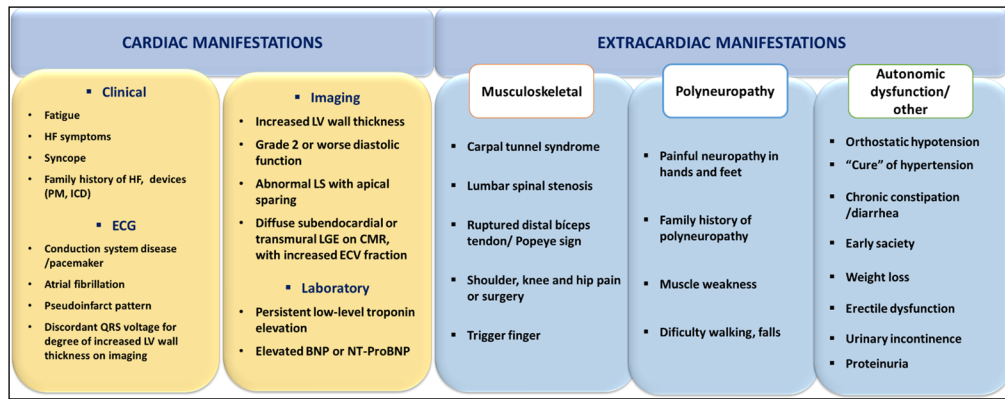 CARDIAC MANIFESTATIONS
▪ Clinical
• Fatigue
• HF symptoms
• Syncope
• Family history of HF, devices
(PM, ICD)
▪ ECG
• Conduction system disease
/pacemaker
• Atrial fibrillation
• Pseudoinfarct pattern
• Discordant QRS voltage for
degree of increased LV wall
thickness on imaging
▪ Imaging
• Increased LV wall thickness
• Grade 2 or worse diastolic
function
• Abnormal LS with apical
sparing
• Diffuse subendocardial or
transmural LGE on CMR,
with increased ECV fraction
▪ Laboratory
• Persistent low-level troponin
elevation
• Elevated BNP or NT-ProBNP
EXTRACARDIAC MANIFESTATIONS
Musculoskeletal
▪ Carpal tunnel syndrome
▪ Lumbar spinal stenosis
▪ Ruptured distal bíceps
tendon/ Popeye sign
▪ Shoulder, knee and hip pain
or surgery
▪ Trigger finger
Polyneuropathy
▪ Painful neuropathy in
hands and feet
▪ Family history of
polyneuropathy
▪ Muscle weakness
▪ Dificulty walking, falls
Autonomic
dysfunction/
other
▪ Orthostatic hypotension
▪ “Cure” of hypertension
▪ Chronic constipation
/diarrhea
▪ Early saciety
▪ Weight loss
▪ Erectile dysfunction
▪ Urinary incontinence
▪ Proteinuria